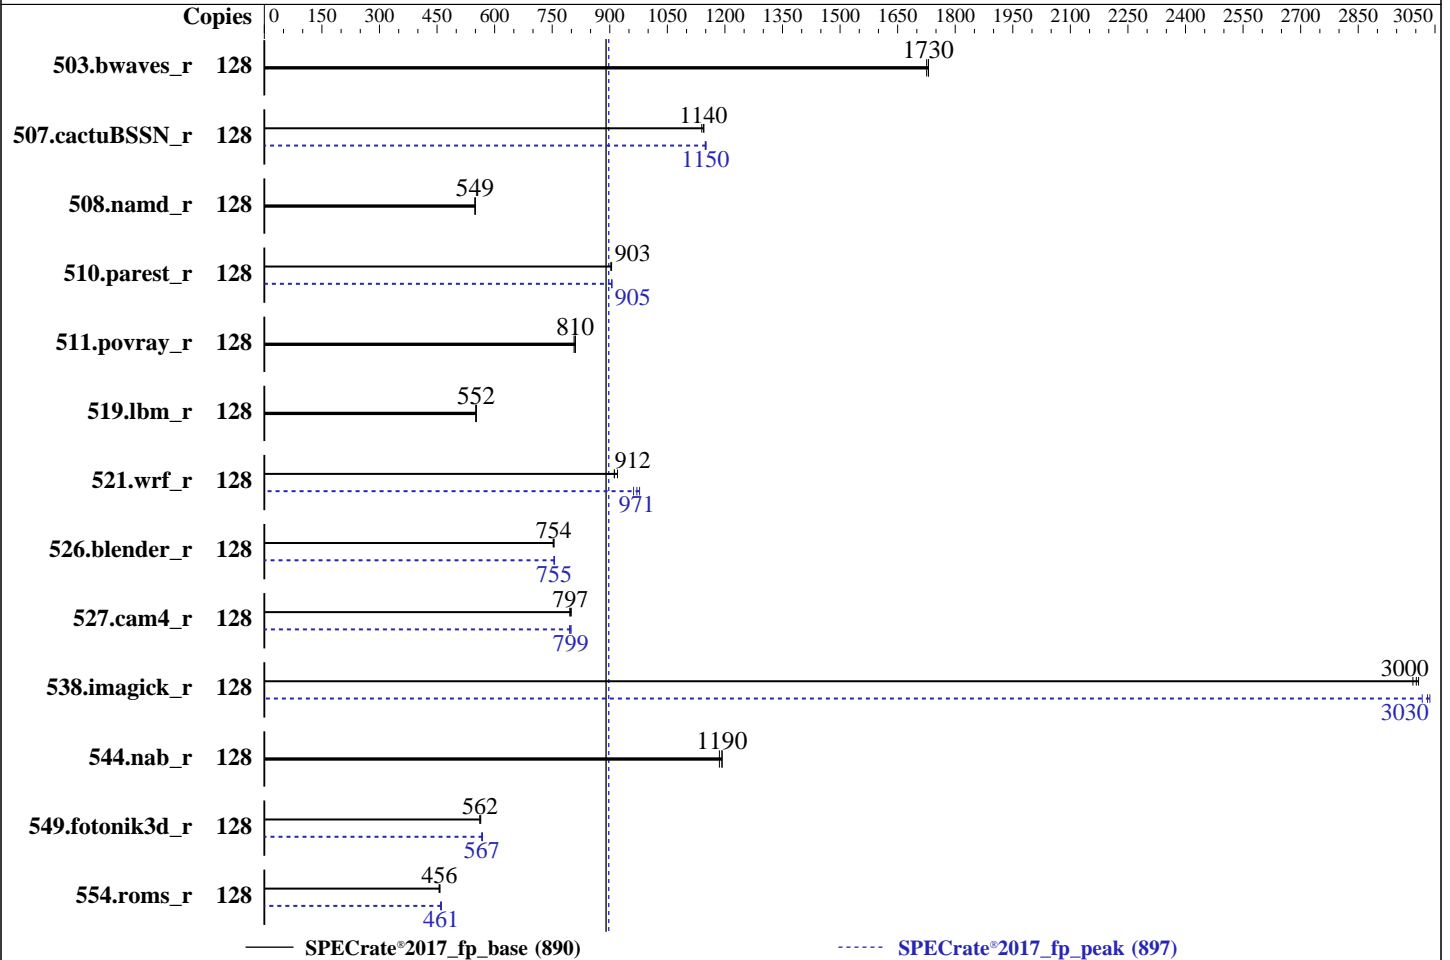 Copies 0 150 300 450 600 750 900 1050 1200 1350 1500 1650 1800 1950 2100 2250 2400 2550 2700 2850 3050
503.bwaves_r 128 1730
507.cactuBSSN_r 128 1140
1150
508.namd_r 128 549
510.parest_r 128 903
905
511.povray_r 128 810
519.lbm_r 128 552
521.wrf_r 128 912
971
526.blender_r 128 754
755
527.cam4_r 128 797
799
538.imagick_r 128 3000
3030
544.nab_r 128 1190
549.fotonik3d_r 128 562
567
554.roms_r 128 456
461
SPECrate®2017_fp_base (890) SPECrate®2017_fp_peak (897)